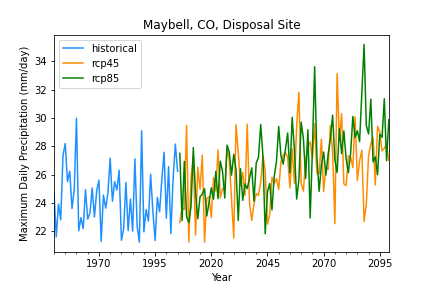 Maybell, CO, Disposal Site
historical
rcp45
rcp85
Maximum Daily Precipitation (mm/day)
34
32
30
28
26
24
22
1970 1995 2020 2045 2070 2095
Year